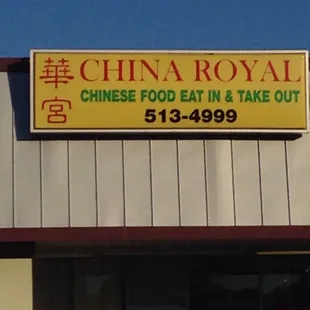 華宮
CHINA ROYAL
CHINESE FOOD EAT IN & TAKE OUT
513-4999